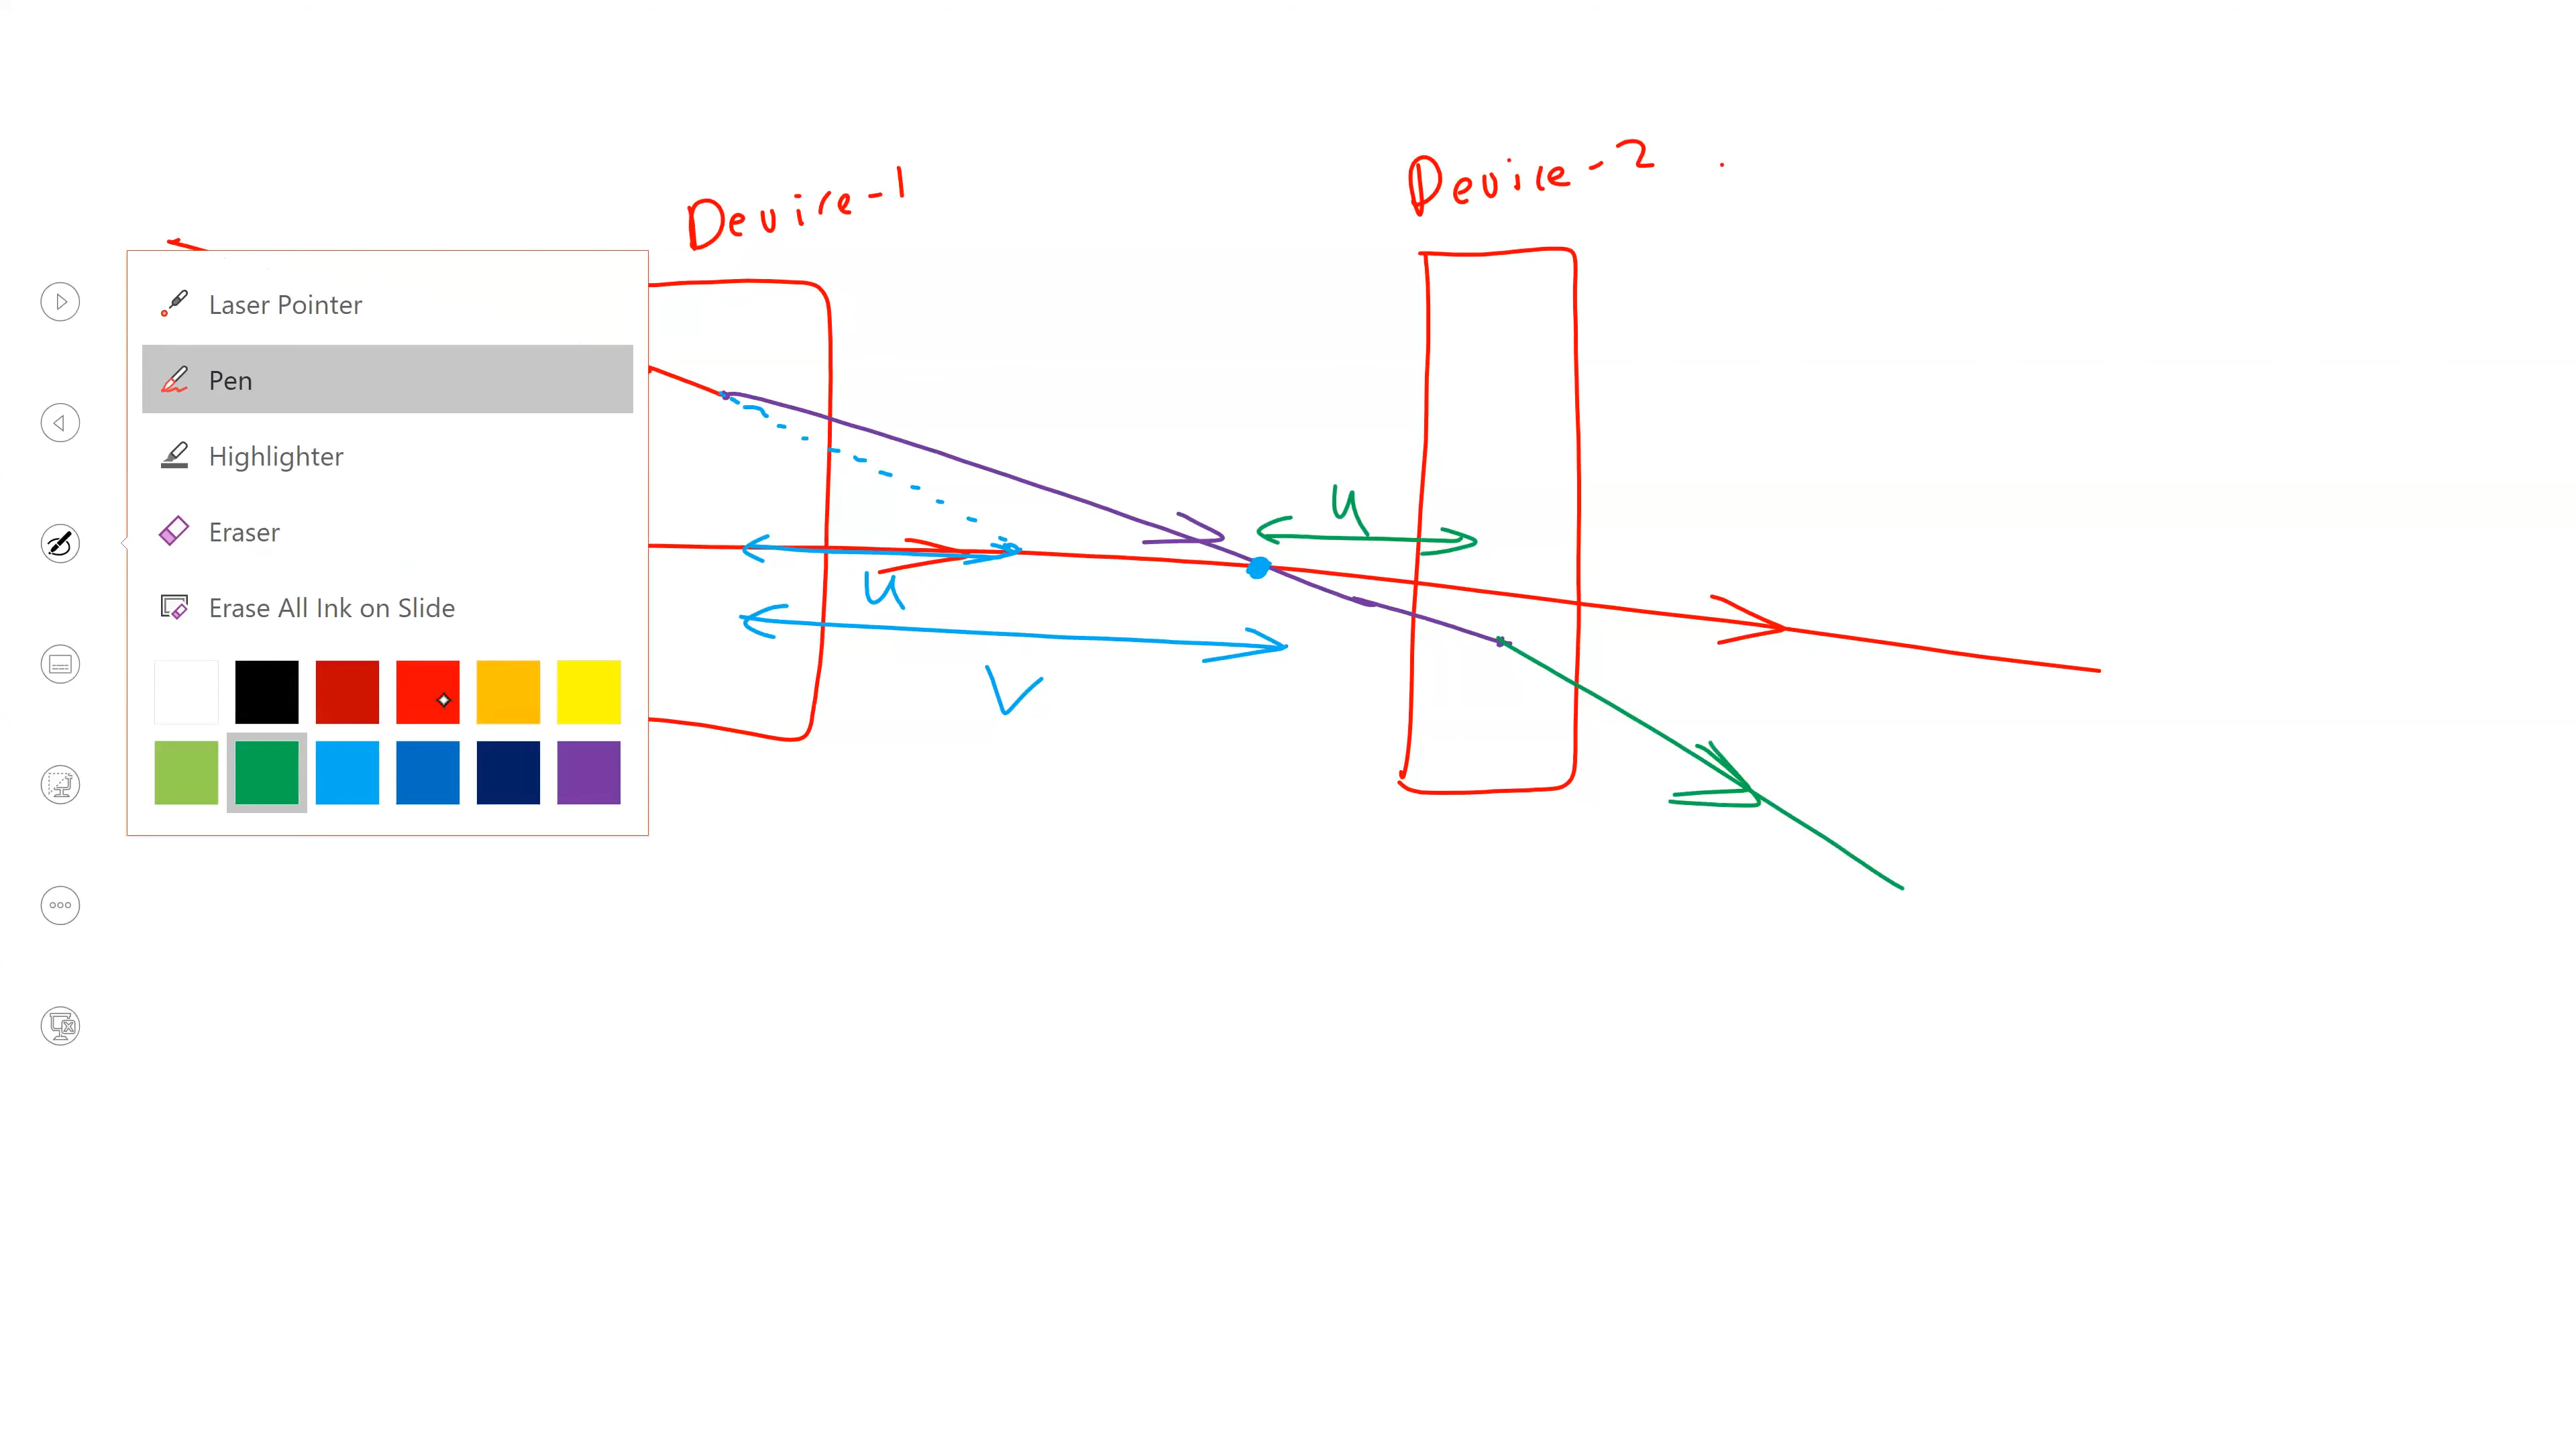 Device-1
Device-2
Laser Pointer
Pen
Highlighter
Eraser
Erase All Ink on Slide
u
u
V